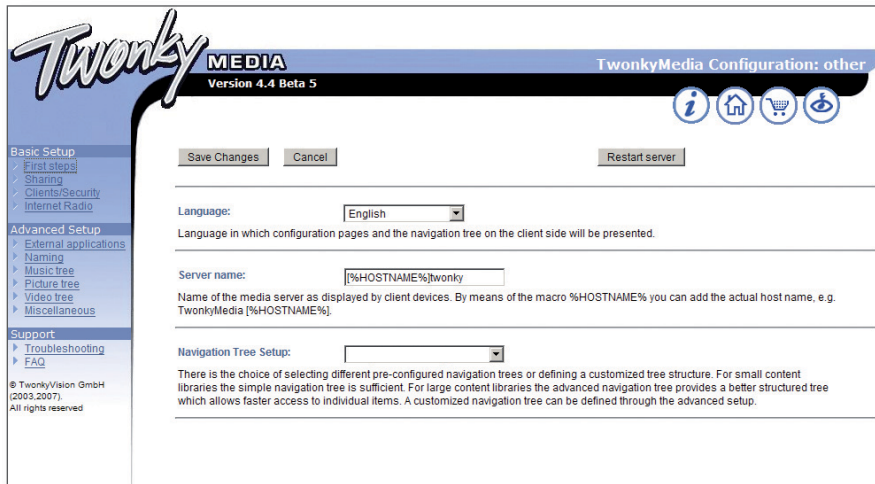 Twonky
MEDIA
Version 4.4 Beta 5
TwonkyMedia Configuration: other
Basic Setup
First steps
Sharing
Clients/Security
Internet Radio
Advanced Setup
External applications
Naming
Music tree
Picture tree
Video tree
Miscellaneous
Support
Troubleshooting
FAQ
© TwonkyVision GmbH
(2003,2007).
All rights reserved
Save Changes Cancel Restart server
Language: English
Language in which configuration pages and the navigation tree on the client side will be presented.
Server name: [%HOSTNAME%]twonky
Name of the media server as displayed by client devices. By means of the macro %HOSTNAME% you can add the actual host name, e.g.
TwonkyMedia [%HOSTNAME%].
Navigation Tree Setup:
There is the choice of selecting different pre-configured navigation trees or defining a customized tree structure. For small content
libraries the simple navigation tree is sufficient. For large content libraries the advanced navigation tree provides a better structured tree
which allows faster access to individual items. A customized navigation tree can be defined through the advanced setup.